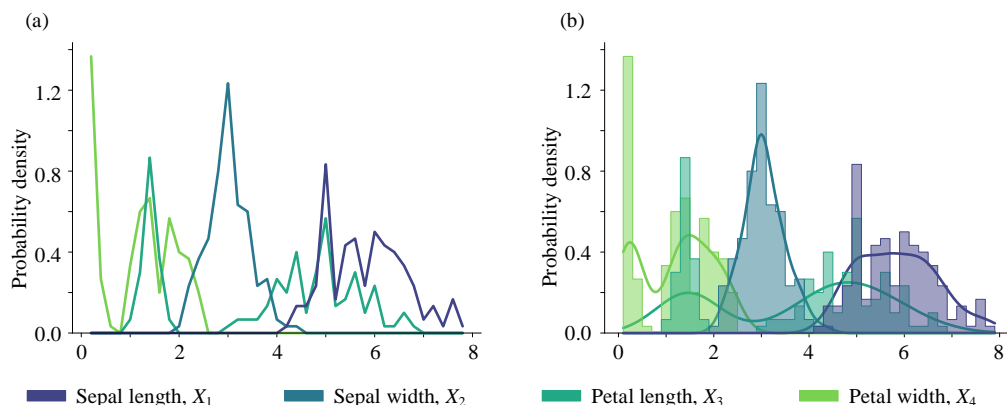 (a)
(b)
Probability density
1.2
0.8
0.4
0.0
0 2 4 6 8
Probability density
1.2
0.8
0.4
0.0
0 2 4 6 8
Sepal length, X1 Sepal width, X2 Petal length, X3 Petal width, X4